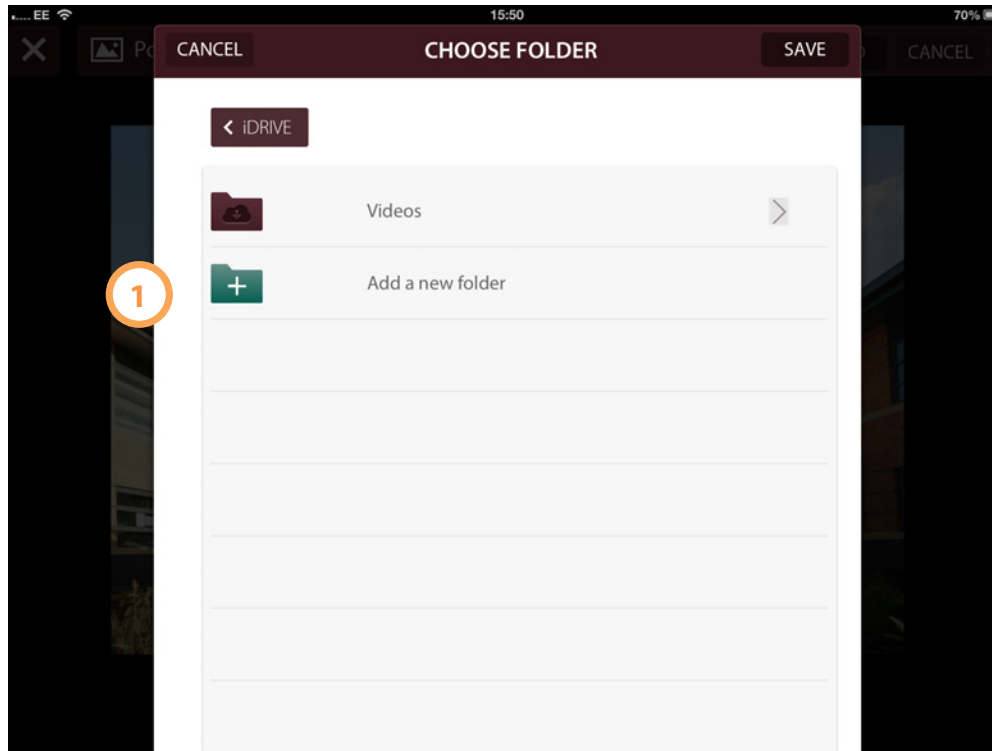 EE 15:50 70%
Po CANCEL
CANCEL CHOOSE FOLDER SAVE
iDRIVE
Videos
1 Add a new folder